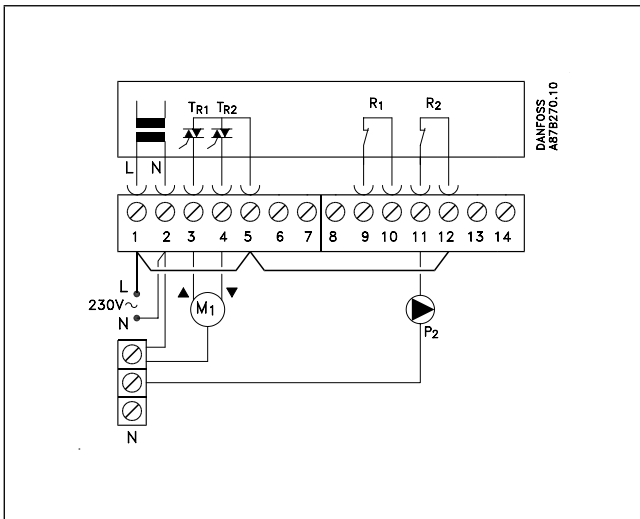 DANFOSS
A87B270.10
TR1 TR2
R1 R2
L N
1 2 3 4 5 6 7 8 9 10 11 12 13 14
L
230V~
N
▲ M1 ▼
P2
N